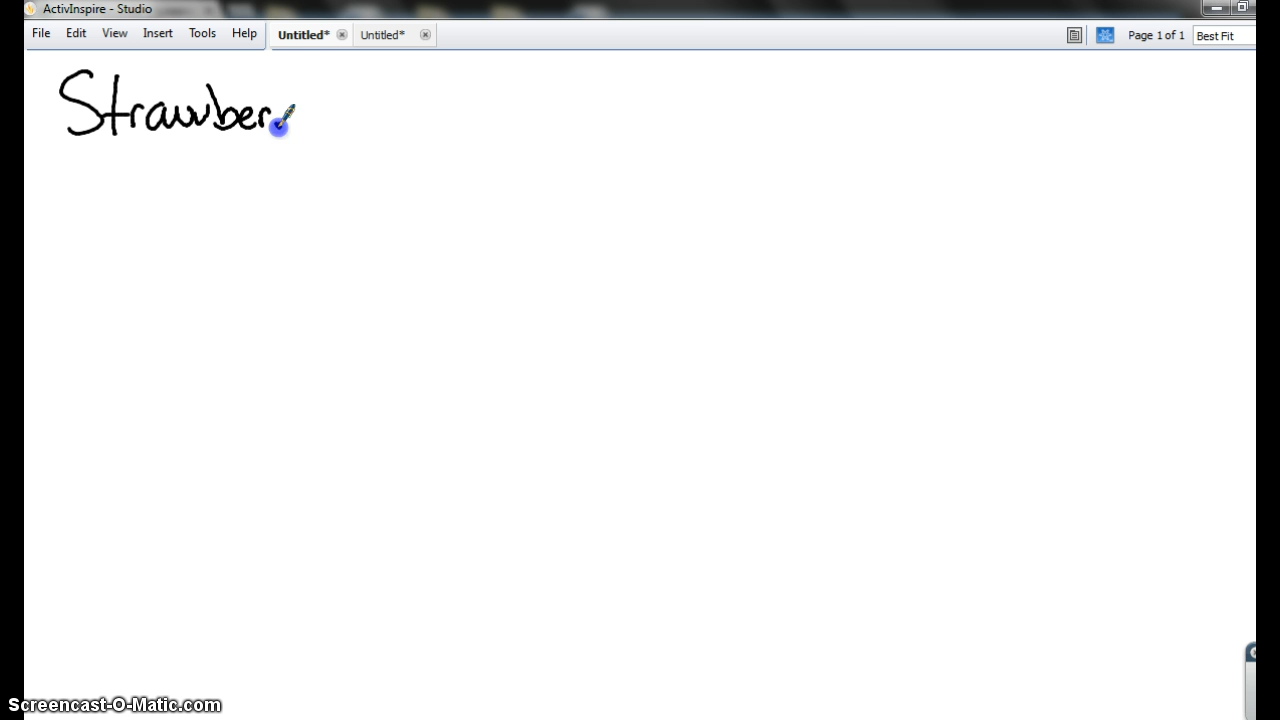 ActivInspire - Studio
File Edit View Insert Tools Help Untitled* Untitled* Page 1 of 1 Best Fit
Strawber
Screencast-O-Matic.com